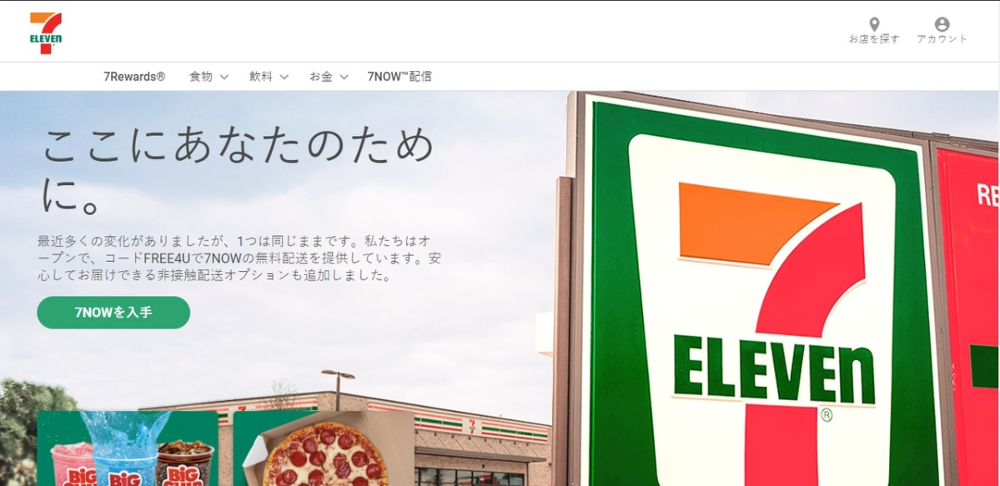 7
ELEVEN
お店を探す
アカウント
7Rewards®
食物
飲料
お金
7NOW™配信
ここにあなたのため
に。
最近多くの変化がありましたが、1つは同じままです。私たちはオ
ープンで、コードFREE4Uで7NOWの無料配送を提供しています。安
心してお届けできる非接触配送オプションも追加しました。
7NOWを入手
7
ELEVEn
®
RE
BIG
BIG
BIG